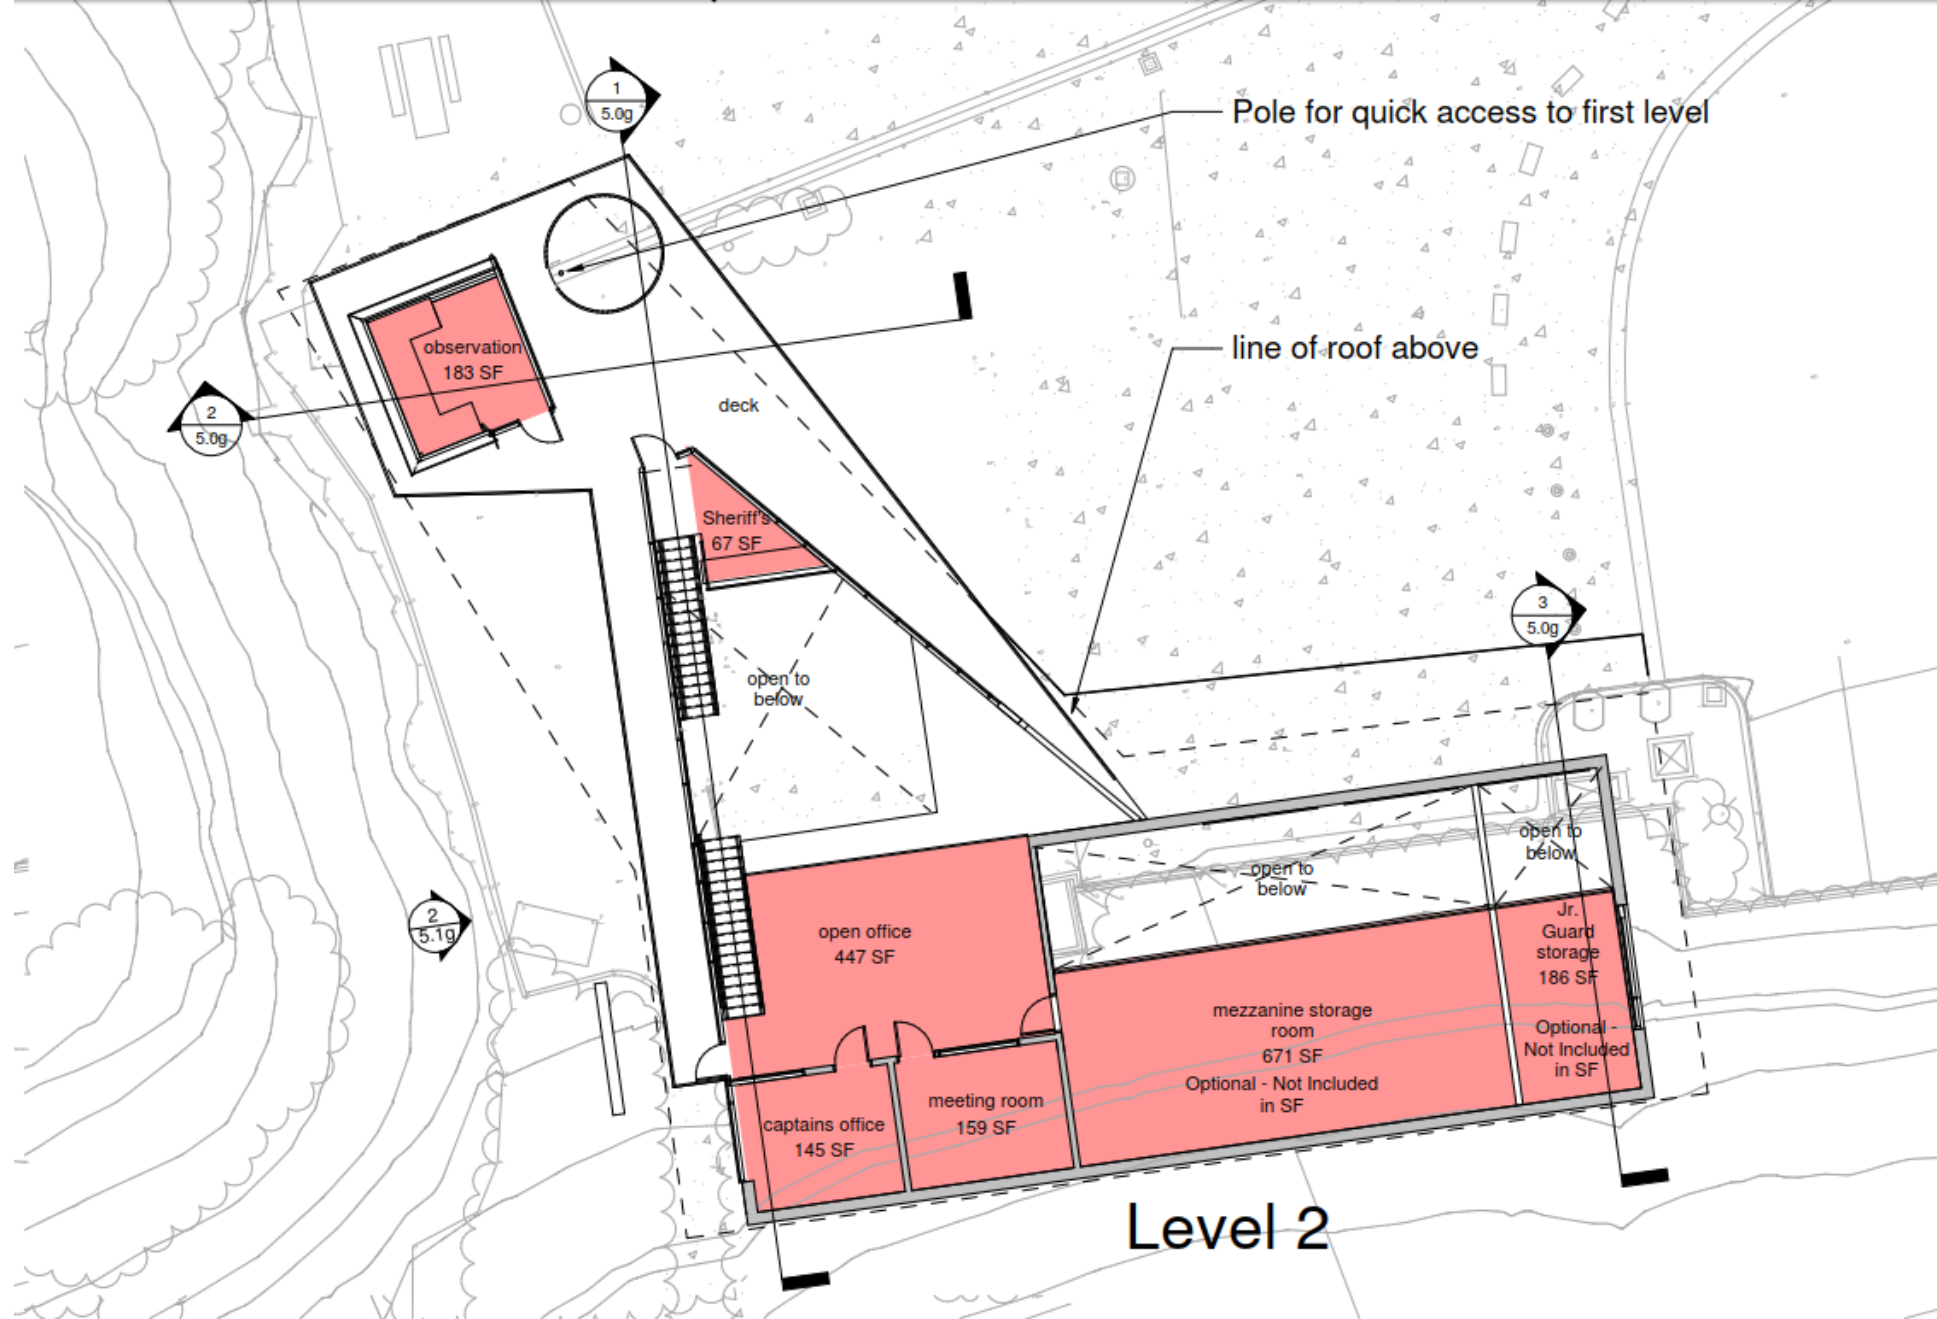 1
5.0g
Pole for quick access to first level
observation
183 SF
line of roof above
2
5.0g
deck
Sheriff's
67 SF
3
5.0g
open to
below
open to
below
open to
below
2
5.1g
open office
447 SF
Jr.
Guard
storage
186 SF
Optional -
Not Included
in SF
mezzanine storage
room
671 SF
Optional - Not Included
in SF
captains office
145 SF
meeting room
159 SF
Level 2